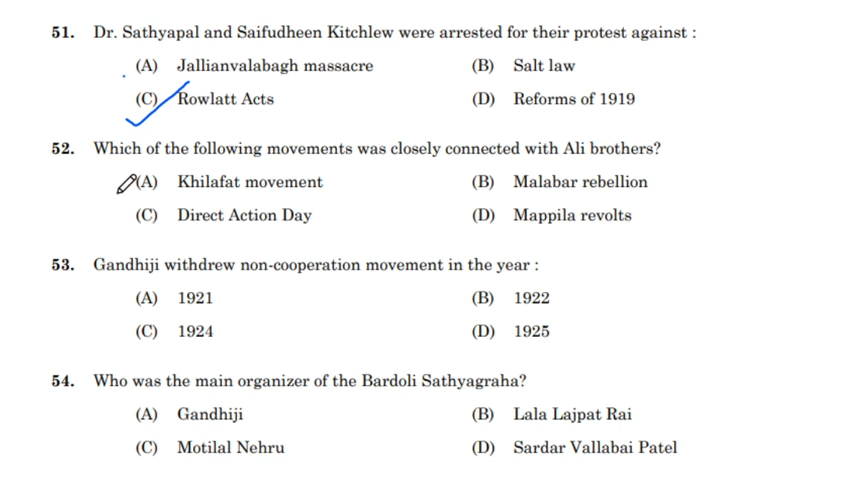 51. Dr. Sathyapal and Saifudheen Kitchlew were arrested for their protest against :
(A) Jallianvalabagh massacre (B) Salt law
(C) Rowlatt Acts (D) Reforms of 1919
52. Which of the following movements was closely connected with Ali brothers?
(A) Khilafat movement (B) Malabar rebellion
(C) Direct Action Day (D) Mappila revolts
53. Gandhiji withdrew non-cooperation movement in the year :
(A) 1921 (B) 1922
(C) 1924 (D) 1925
54. Who was the main organizer of the Bardoli Sathyagraha?
(A) Gandhiji (B) Lala Lajpat Rai
(C) Motilal Nehru (D) Sardar Vallabai Patel